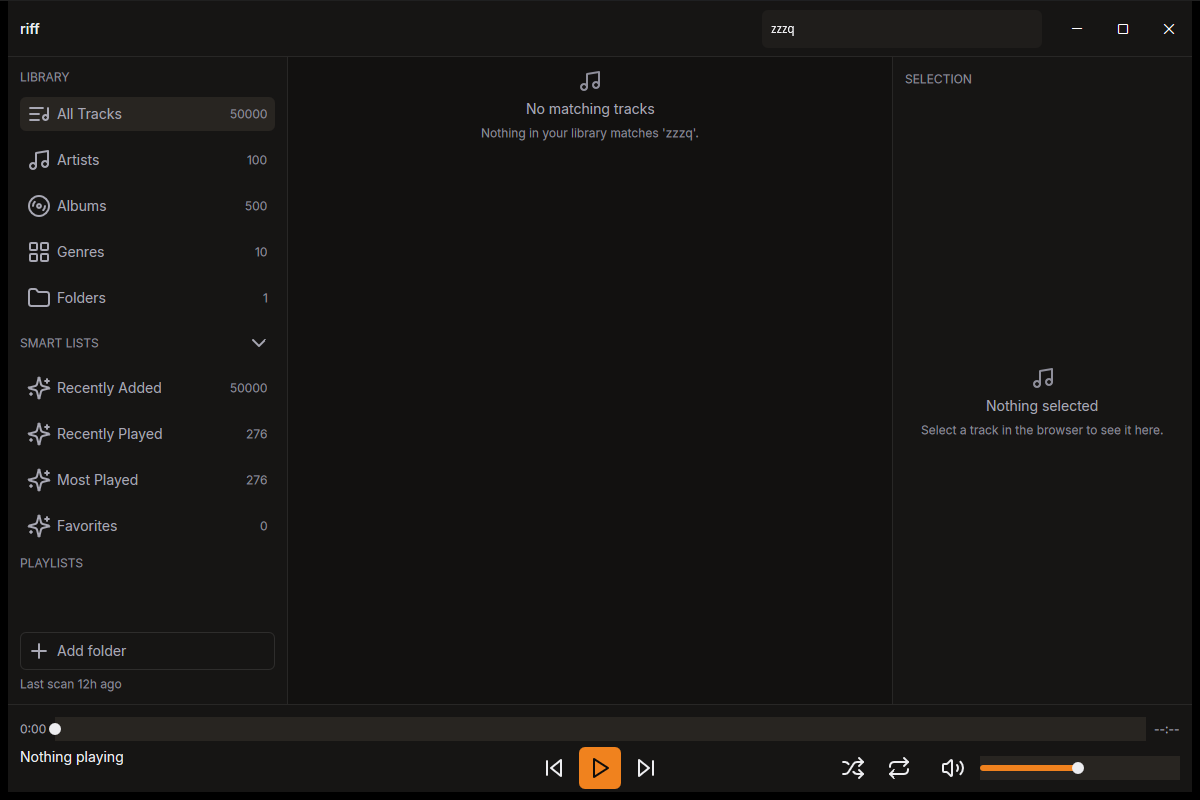 riff
zzzq
LIBRARY
All Tracks 50000
Artists 100
Albums 500
Genres 10
Folders 1
SMART LISTS
Recently Added 50000
Recently Played 276
Most Played 276
Favorites 0
PLAYLISTS
Add folder
Last scan 12h ago
No matching tracks
Nothing in your library matches 'zzzq'.
SELECTION
Nothing selected
Select a track in the browser to see it here.
0:00 --:--
Nothing playing